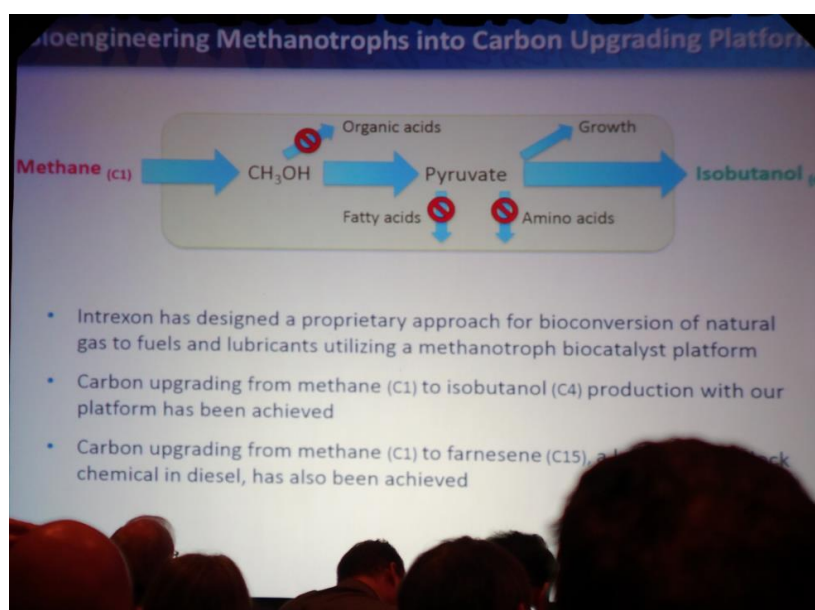 Bioengineering Methanotrophs into Carbon Upgrading Platform
Organic acids
Growth
Methane (C1)
CH₃OH
Pyruvate
Isobutanol
Fatty acids
Amino acids
• Intrexon has designed a proprietary approach for bioconversion of natural
gas to fuels and lubricants utilizing a methanotroph biocatalyst platform
• Carbon upgrading from methane (C1) to isobutanol (C4) production with our
platform has been achieved
• Carbon upgrading from methane (C1) to farnesene (C15),
chemical in diesel, has also been achieved